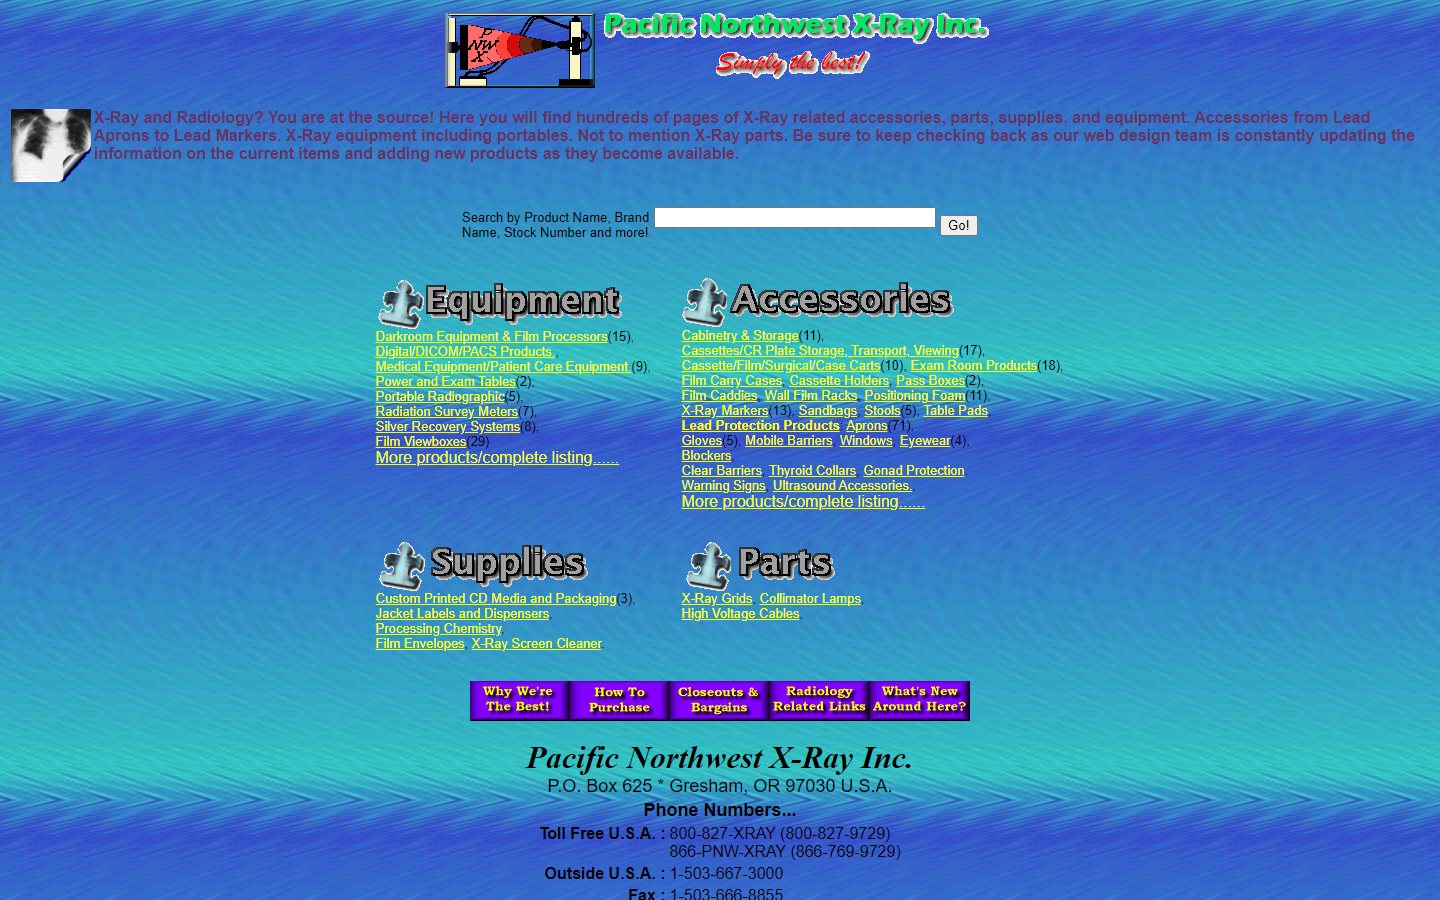 P
NW
X
Pacific Northwest X-Ray Inc.
Simply the best!
X-Ray and Radiology? You are at the source! Here you will find hundreds of pages of X-Ray related accessories, parts, supplies, and equipment. Accessories from Lead
Aprons to Lead Markers. X-Ray equipment including portables. Not to mention X-Ray parts. Be sure to keep checking back as our web design team is constantly updating the
information on the current items and adding new products as they become available.
Search by Product Name, Brand
Name, Stock Number and more!
Go!
Equipment
Darkroom Equipment & Film Processors(15),
Digital/DICOM/PACS Products.,
Medical Equipment/Patient Care Equipment (9),
Power and Exam Tables(2),
Portable Radiographic(5),
Radiation Survey Meters(7),
Silver Recovery Systems(8),
Film Viewboxes(29)
More products/complete listing......
Accessories
Cabinetry & Storage(11),
Cassettes/CR Plate Storage, Transport, Viewing(17),
Cassette/Film/Surgical/Case Carts(10), Exam Room Products(18),
Film Carry Cases, Cassette Holders, Pass Boxes(2),
Film Caddies, Wall Film Racks, Positioning Foam(11),
X-Ray Markers(13), Sandbags, Stools(5), Table Pads,
Lead Protection Products: Aprons(71),
Gloves(5), Mobile Barriers, Windows, Eyewear(4),
Blockers,
Clear Barriers, Thyroid Collars, Gonad Protection,
Warning Signs, Ultrasound Accessories.,
More products/complete listing......
Supplies
Custom Printed CD Media and Packaging(3),
Jacket Labels and Dispensers,
Processing Chemistry,
Film Envelopes, X-Ray Screen Cleaner.
Parts
X-Ray Grids, Collimator Lamps,
High Voltage Cables,
Why We're
The Best!
How To
Purchase
Closeouts &
Bargains
Radiology
Related Links
What's New
Around Here?
Pacific Northwest X-Ray Inc.
P.O. Box 625 * Gresham, OR 97030 U.S.A.
Phone Numbers...
Toll Free U.S.A. : 800-827-XRAY (800-827-9729)
866-PNW-XRAY (866-769-9729)
Outside U.S.A. : 1-503-667-3000
Fax : 1-503-666-8855